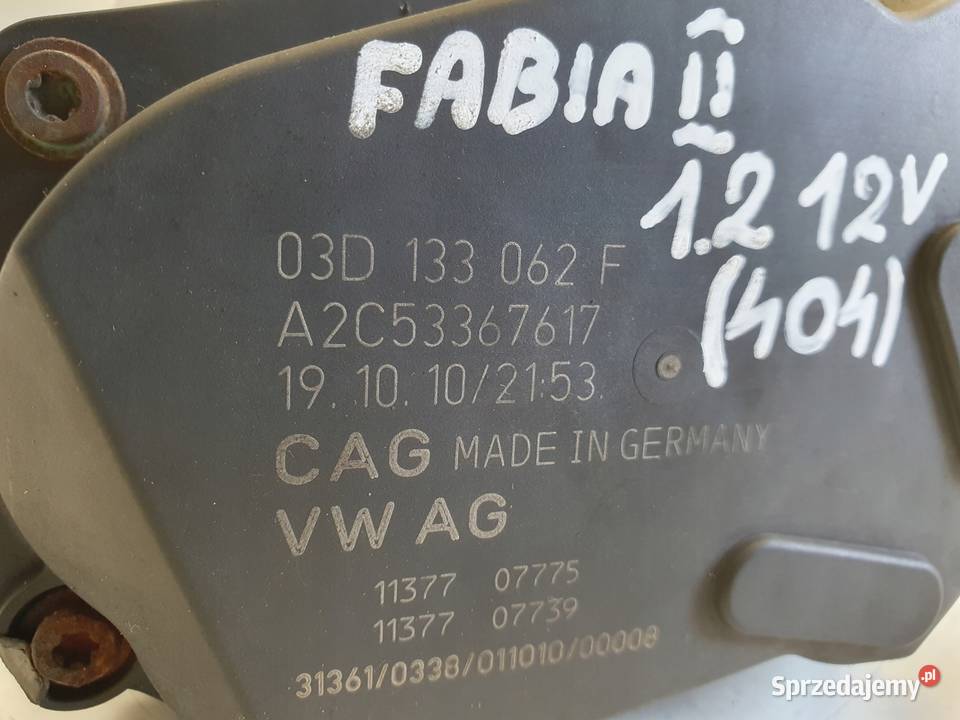 FABIA II
1.2 12V
(404)
03D 133 062 F
A2C53367617
19.10.10/21:53
CAG MADE IN GERMANY
VW AG
11377 07775
11377 07739
31361/0338/011010/00008
Sprzedajemy.pl